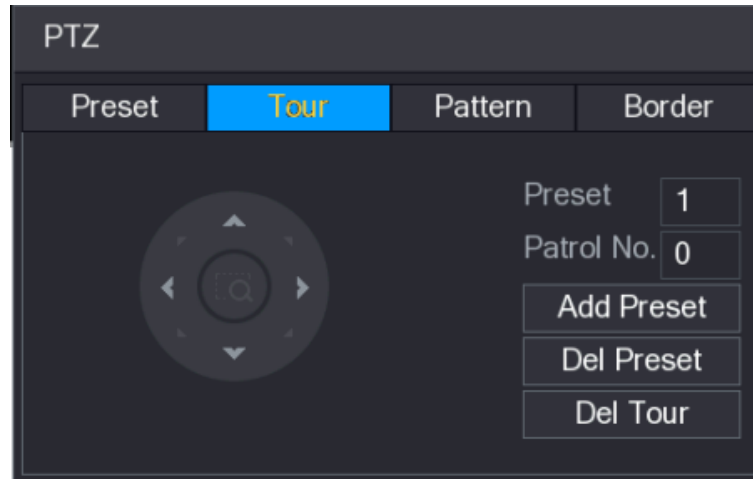 PTZ
Preset Tour Pattern Border
Preset 1
Patrol No. 0
Add Preset
Del Preset
Del Tour